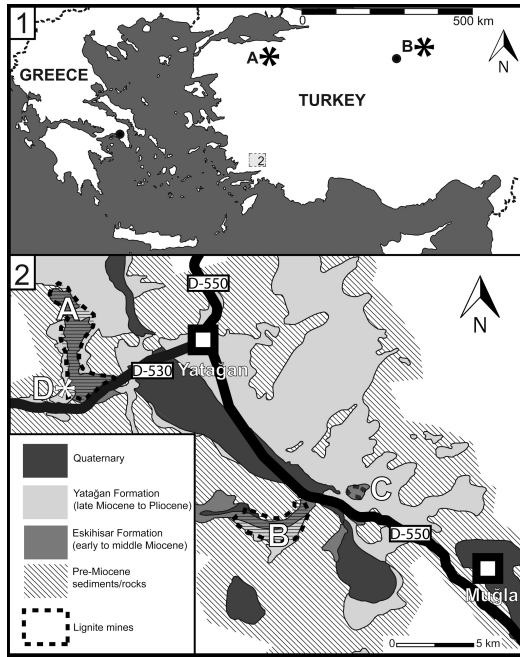 1
0
500 km
A
B
N
GREECE
TURKEY
2
2
D-550
A
N
Yatağan
D-530
D
C
B
D-550
Muğla
Quaternary
Yatağan Formation
(late Miocene to Pliocene)
Eskihisar Formation
(early to middle Miocene)
Pre-Miocene
sediments/rocks
Lignite mines
0
5 km